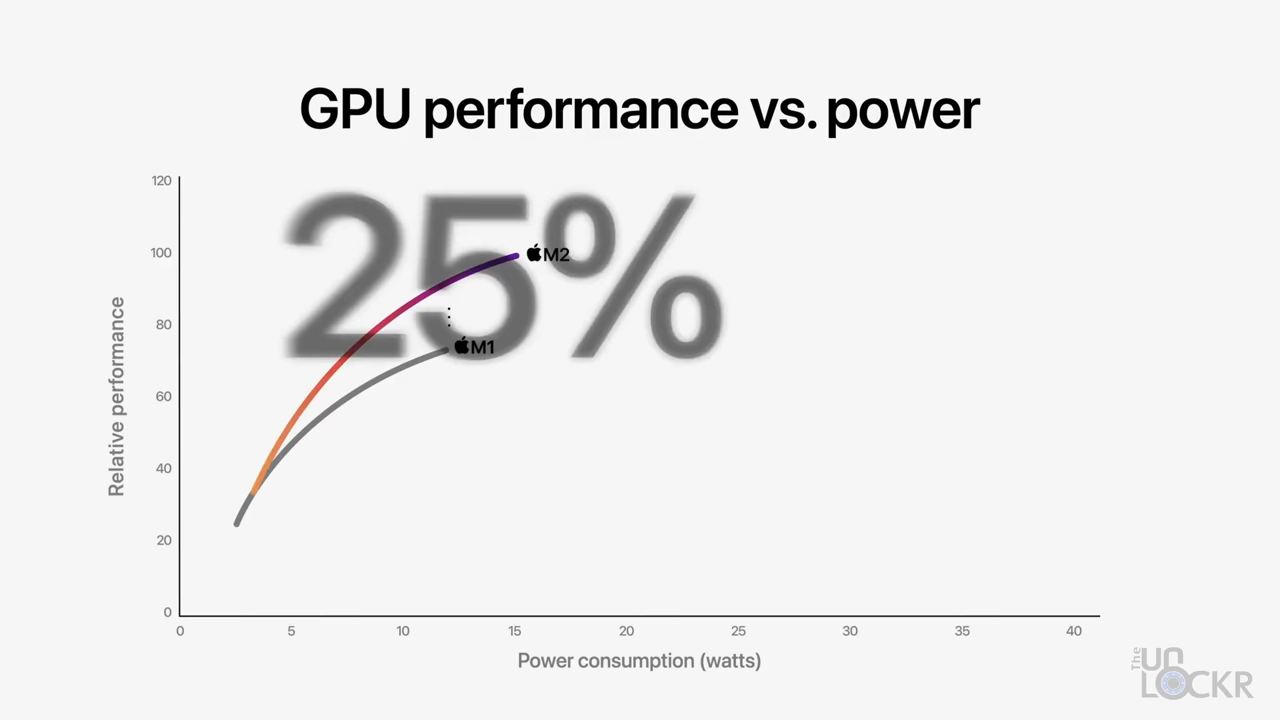 GPU performance vs. power
25%
120
100
80
60
40
20
0
Relative performance
M2
M1
0 5 10 15 20 25 30 35 40
Power consumption (watts)
The
UN
LOCKR